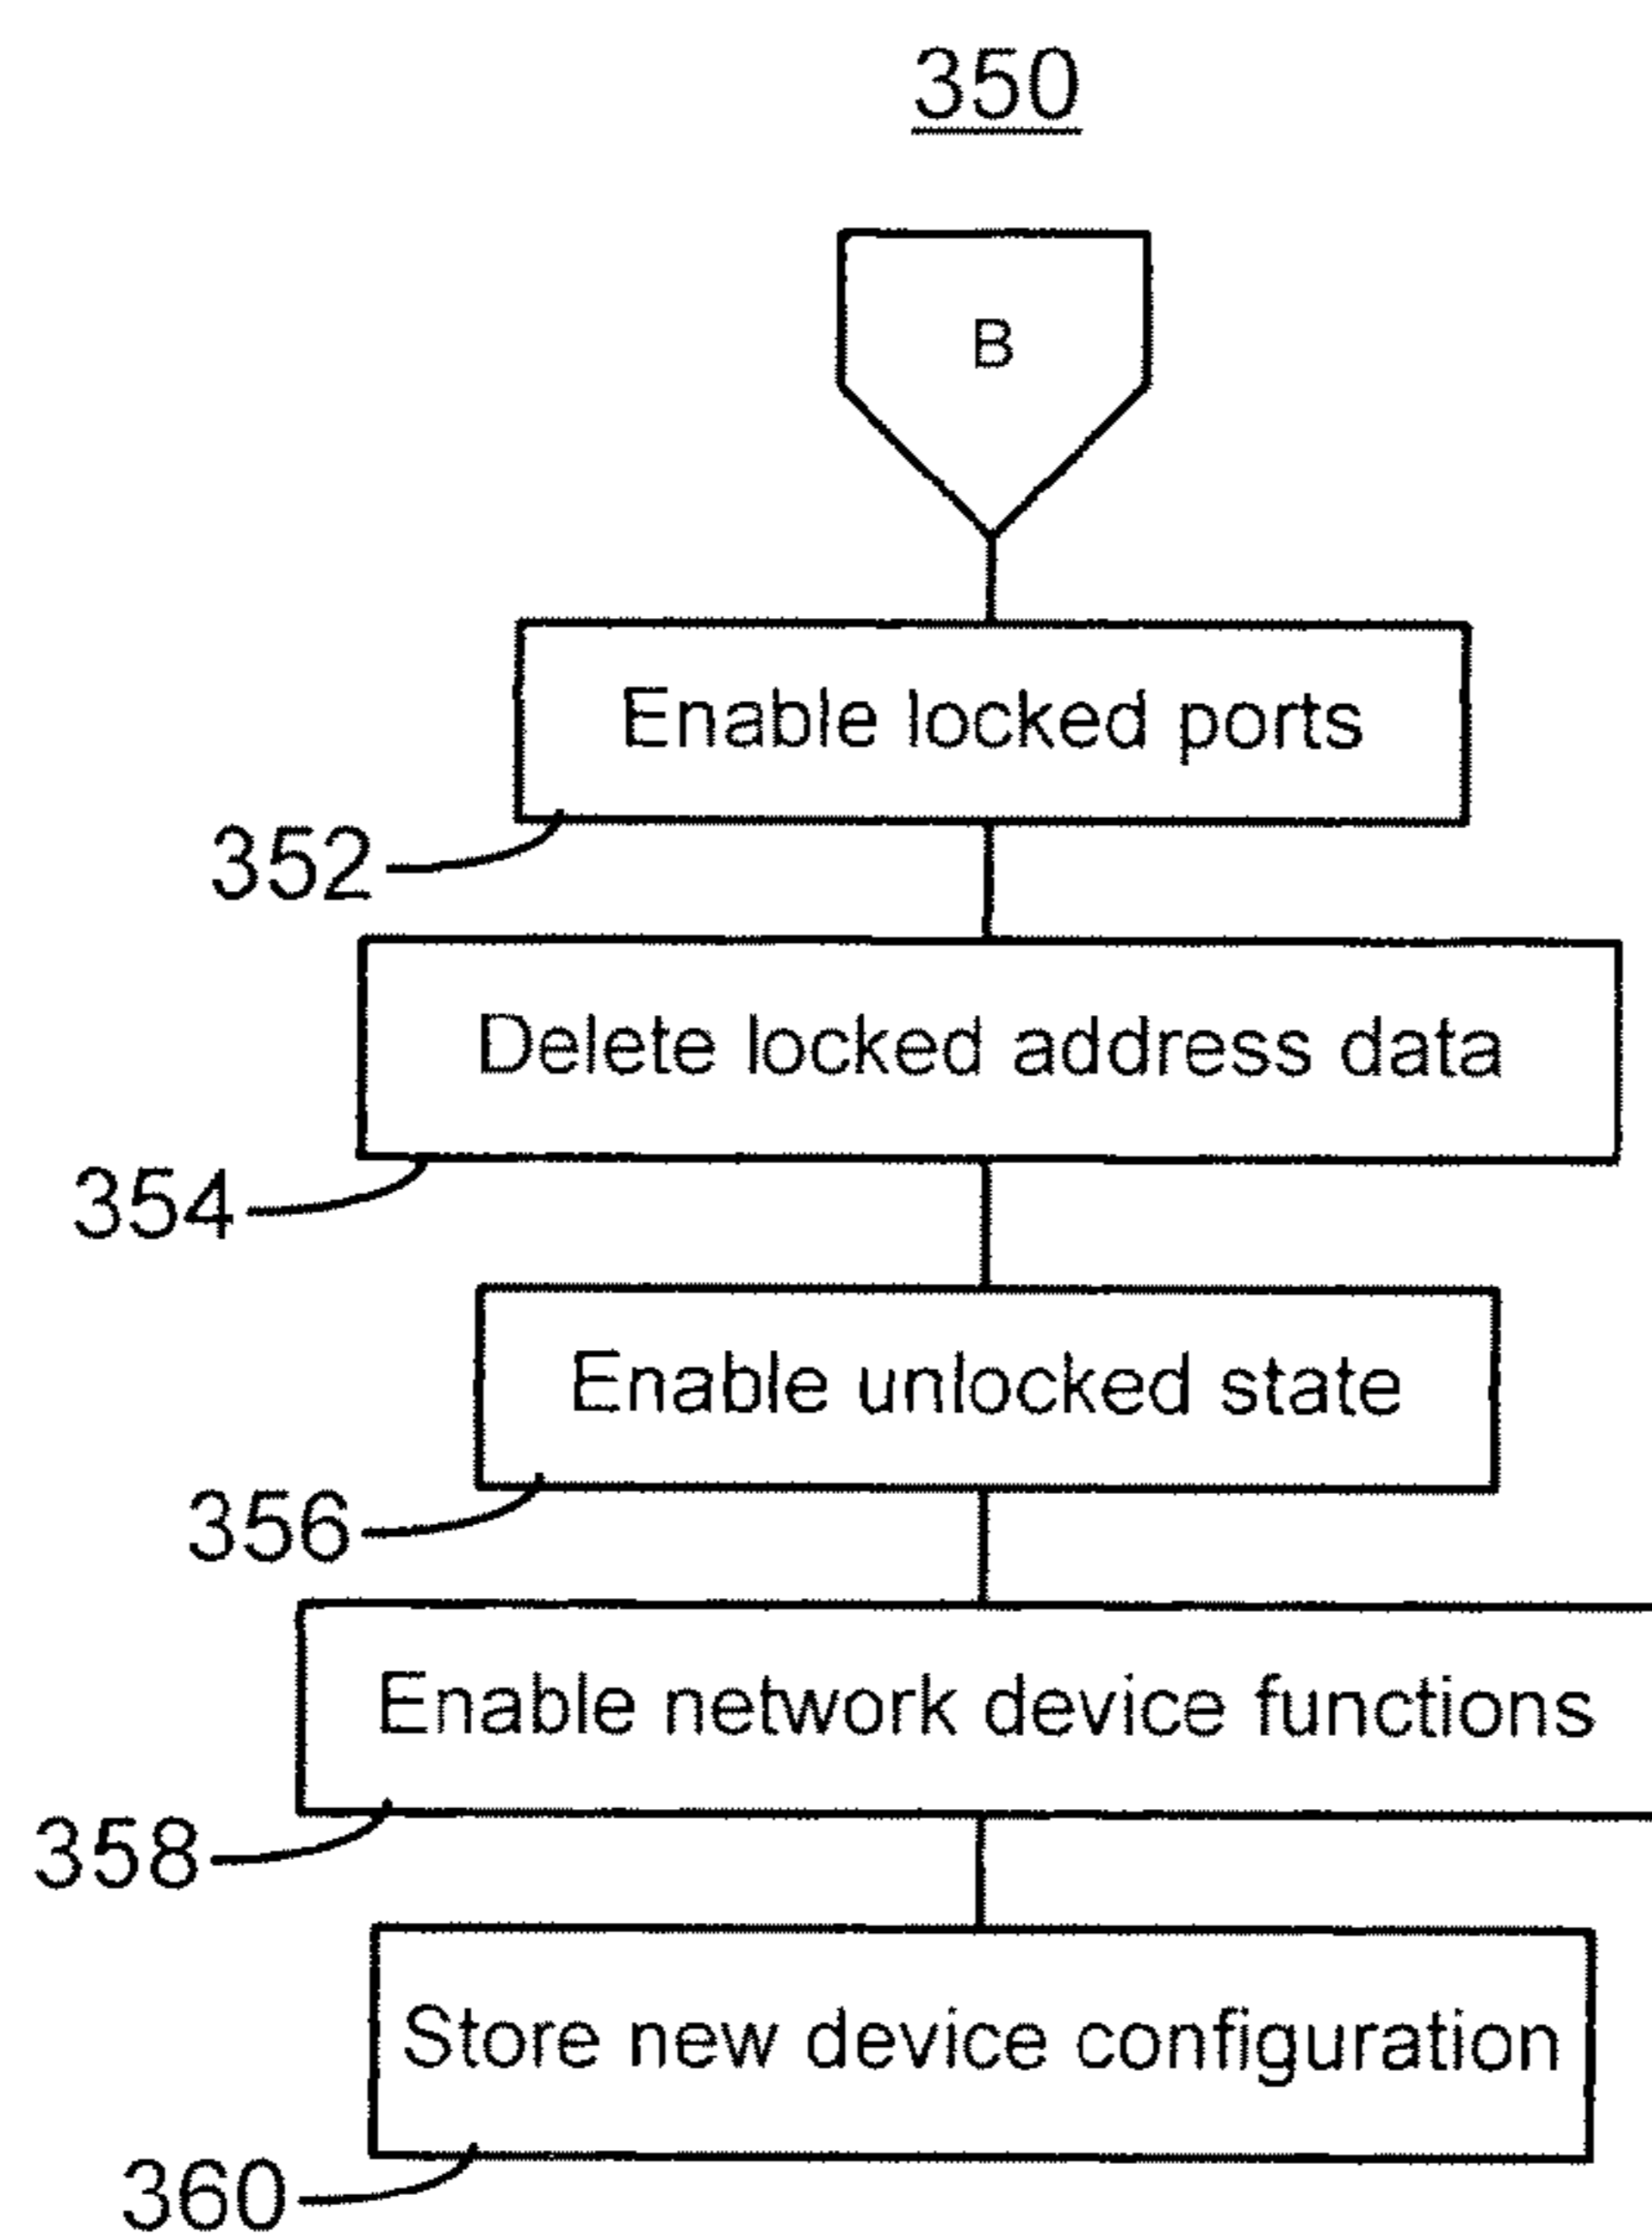 350
B
Enable locked ports
352
Delete locked address data
354
Enable unlocked state
356
Enable network device functions
358
Store new device configuration
360